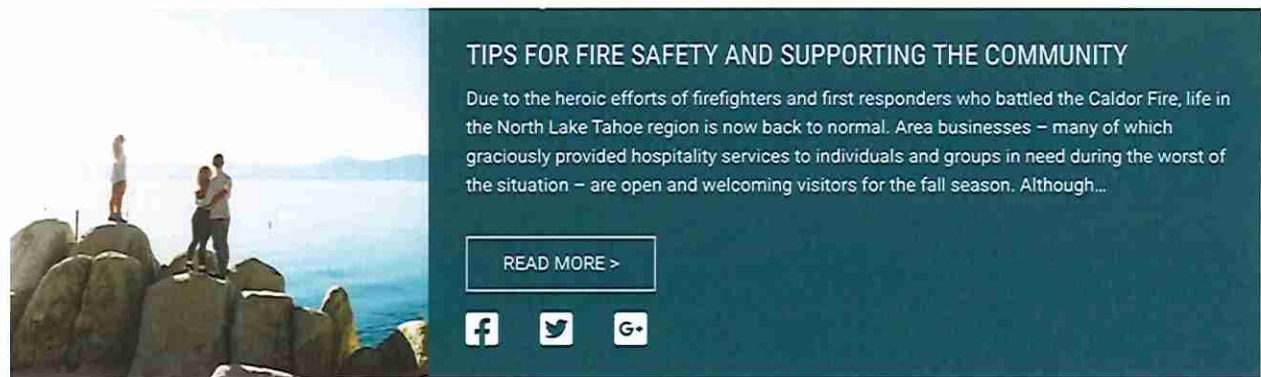 TIPS FOR FIRE SAFETY AND SUPPORTING THE COMMUNITY
Due to the heroic efforts of firefighters and first responders who battled the Caldor Fire, life in
the North Lake Tahoe region is now back to normal. Area businesses – many of which
graciously provided hospitality services to individuals and groups in need during the worst of
the situation – are open and welcoming visitors for the fall season. Although...
READ MORE >
G+